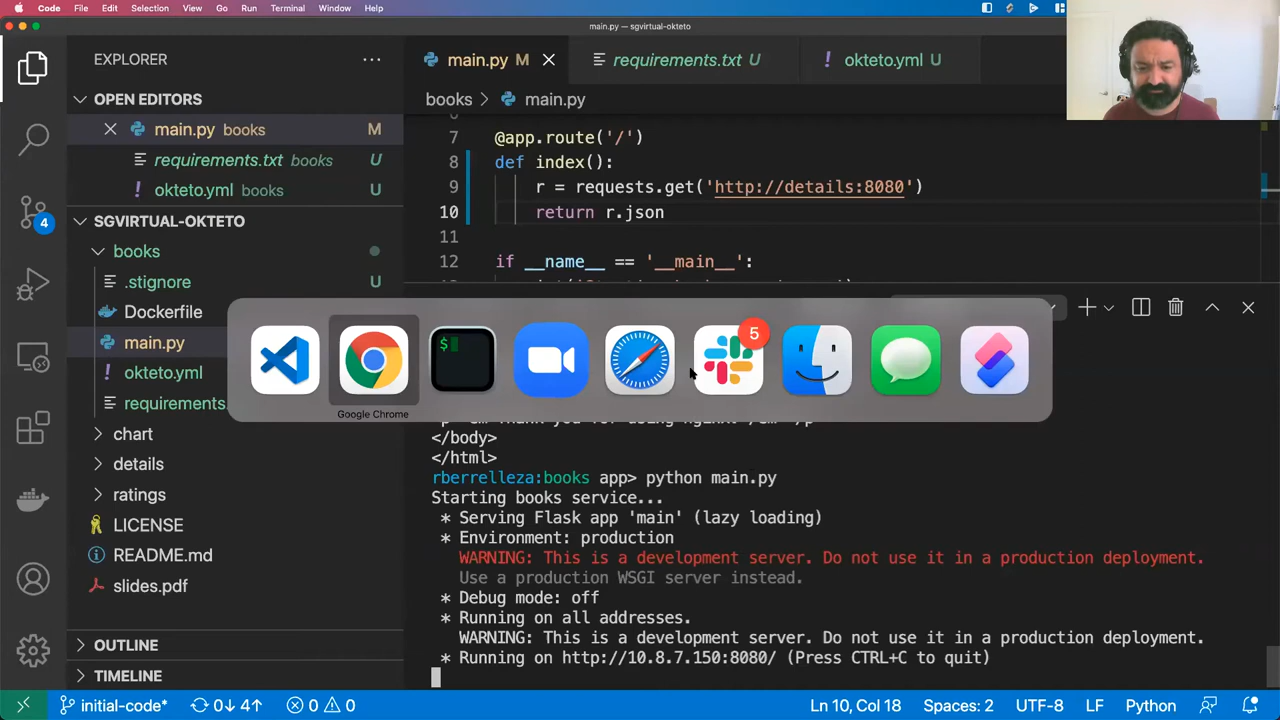 Code File Edit Selection View Go Run Terminal Window Help
main.py — sgvirtual-okteto
EXPLORER
main.py M
requirements.txt U
okteto.yml U
OPEN EDITORS
books > main.py
main.py books M
requirements.txt books U
okteto.yml books U
SGVIRTUAL-OKTETO
books
.stignore U
Dockerfile
main.py
okteto.yml
requirements.
chart
details
ratings
LICENSE
README.md
slides.pdf
OUTLINE
TIMELINE
7 @app.route('/')
8 def index():
9 r = requests.get('http://details:8080')
10 return r.json
11
12 if __name__ == '__main__':
$
5
Google Chrome
</body>
</html>
rberrelleza:books app> python main.py
Starting books service...
* Serving Flask app 'main' (lazy loading)
* Environment: production
WARNING: This is a development server. Do not use it in a production deployment.
Use a production WSGI server instead.
* Debug mode: off
* Running on all addresses.
WARNING: This is a development server. Do not use it in a production deployment.
* Running on http://10.8.7.150:8080/ (Press CTRL+C to quit)
4
initial-code* 0↓ 4↑ 0 0 Ln 10, Col 18 Spaces: 2 UTF-8 LF Python